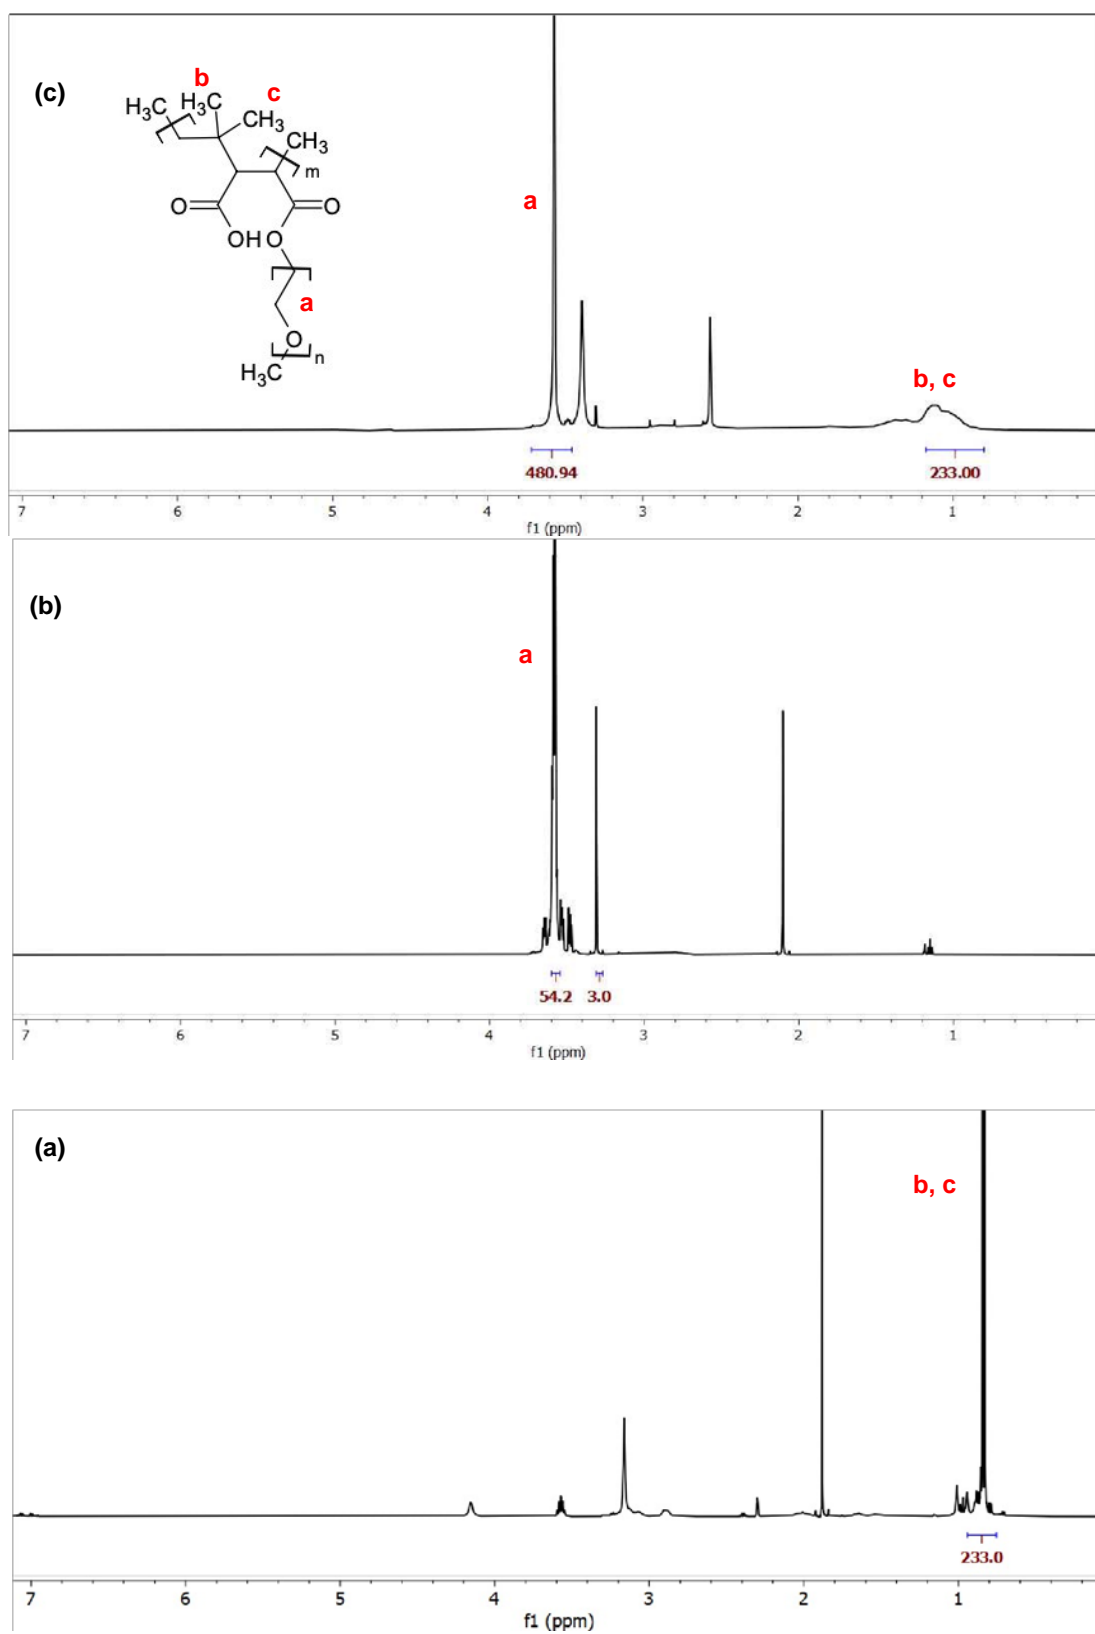 (c)
b
H₃C
c
H₃C
CH₃
CH₃
m
O
O
OH
O
a
O
n
H₃C
a
b, c
480.94
233.00
7 6 5 4 3 2 1
f1 (ppm)
(b)
a
54.2 3.0
7 6 5 4 3 2 1
f1 (ppm)
(a)
b, c
233.0
7 6 5 4 3 2 1
f1 (ppm)